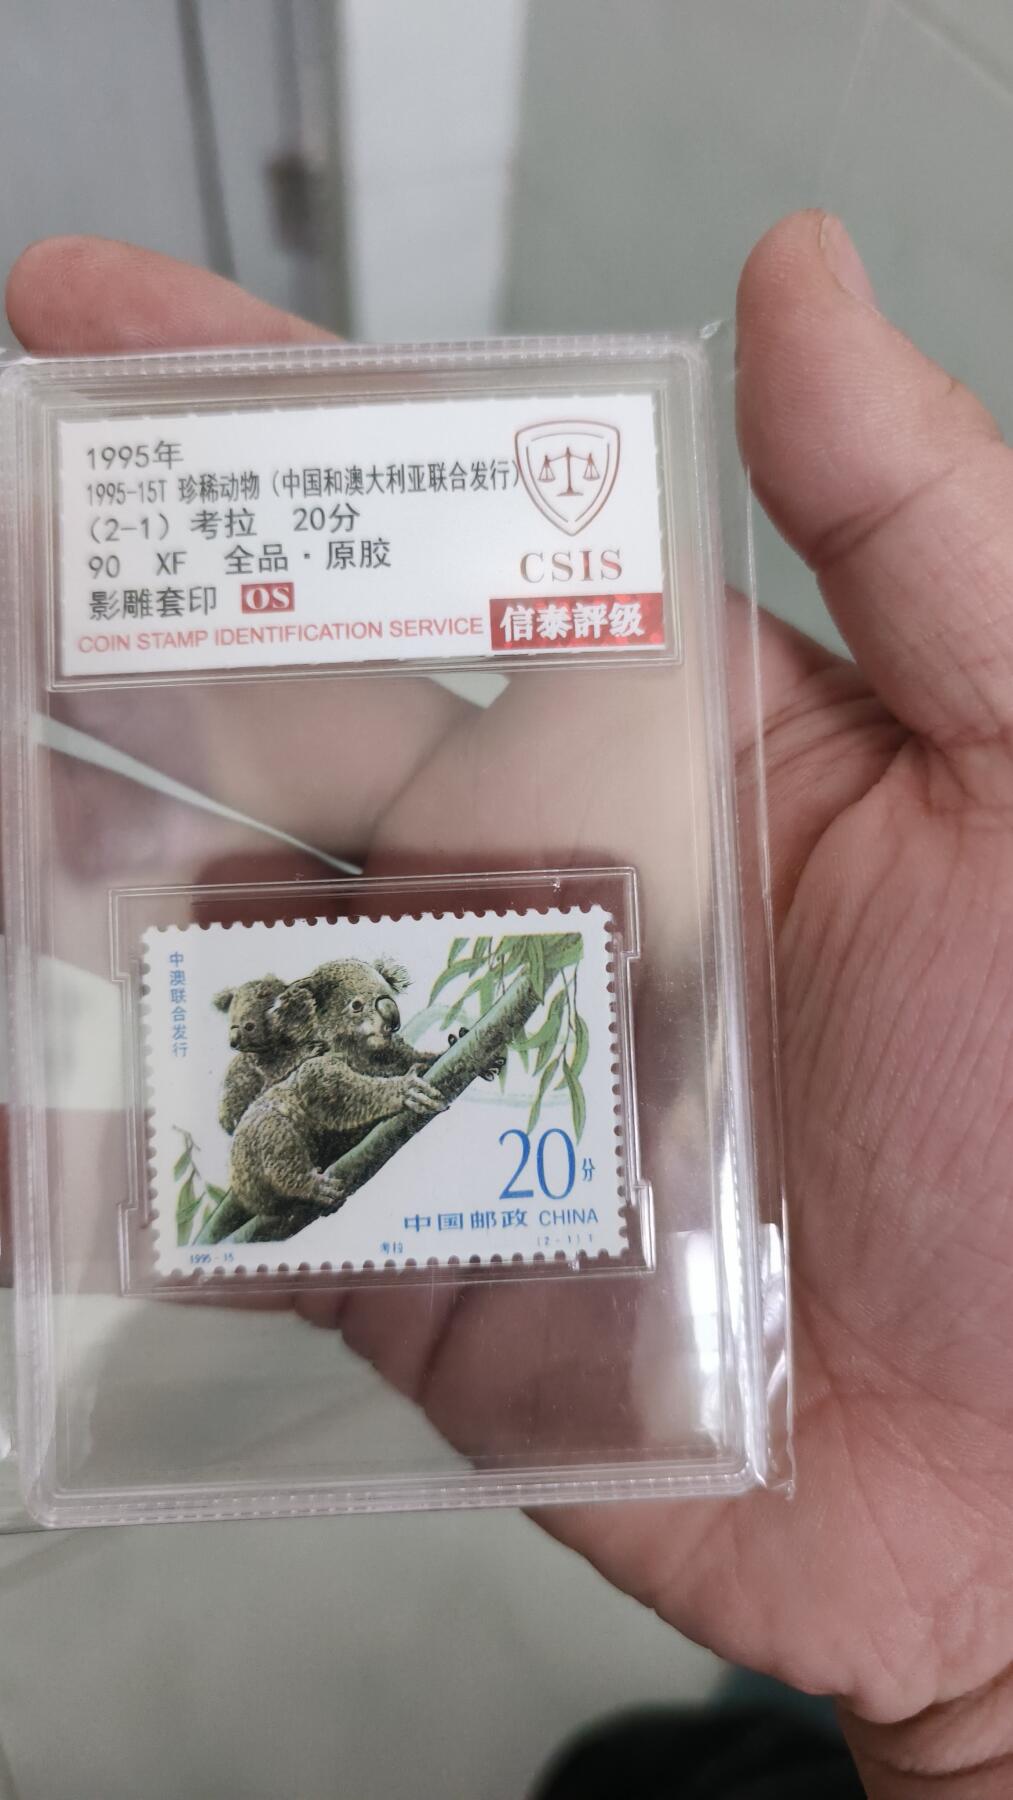 1995年
1995-15T 珍稀动物（中国和澳大利亚联合发行）
（2-1）考拉 20分
90 XF 全品·原胶
影雕套印 OS
COIN STAMP IDENTIFICATION SERVICE
CSIS
信泰評级
中澳联合发行
20分
中国邮政 CHINA
1995-15 考拉 (2-1)T